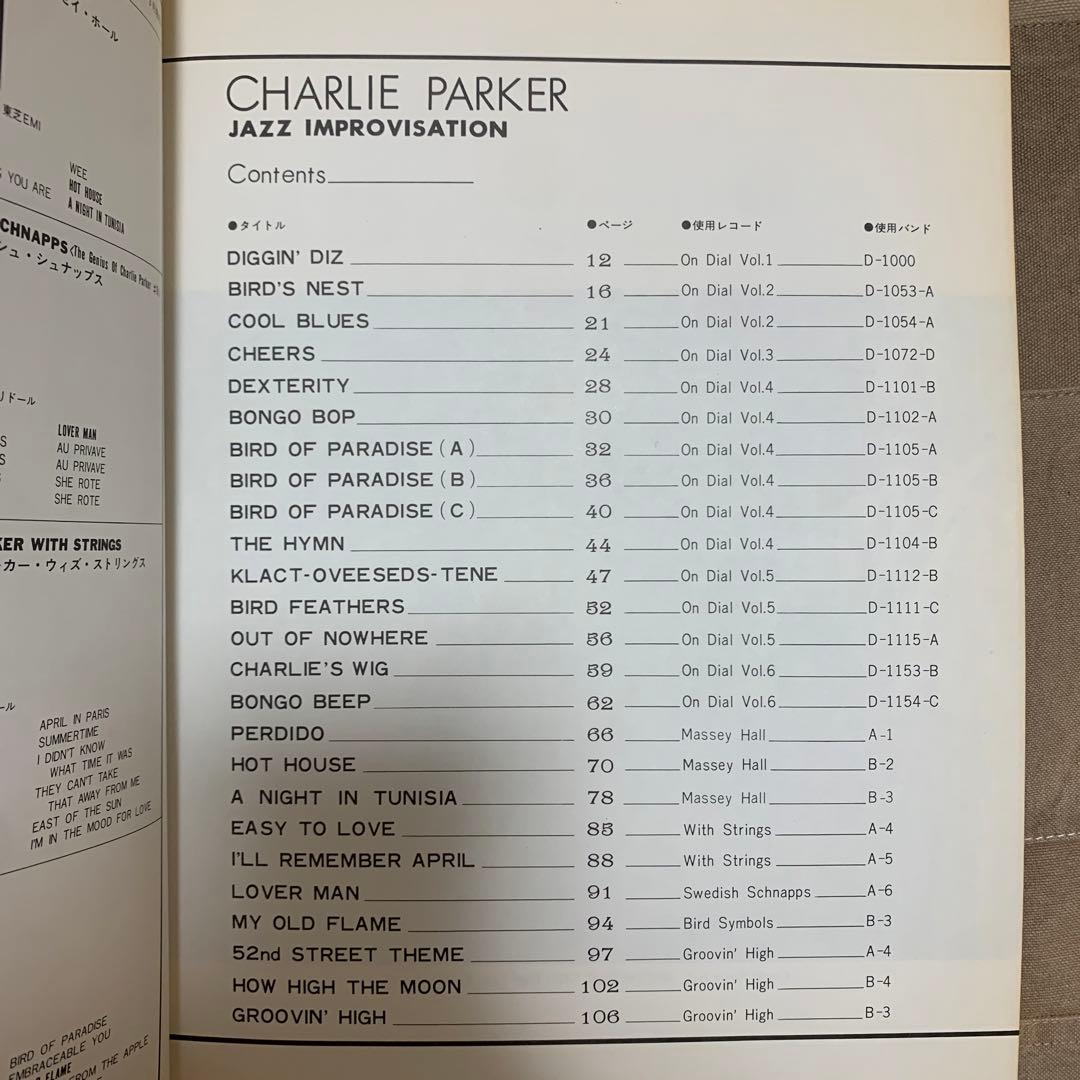 イ・ホール
東芝EMI
YOU ARE
WEE
HOT HOUSE
A NIGHT IN TUNISIA
CHNAPPS〈The Genius Of Charlie Parker
シュ・シュナップス
リドール
LOVER MAN
AU PRIVAVE
AU PRIVAVE
SHE ROTE
SHE ROTE
KER WITH STRINGS
カー・ウィズ・ストリングス
ール
APRIL IN PARIS
SUMMERTIME
I DIDN'T KNOW
WHAT TIME IT WAS
THEY CAN'T TAKE
THAT AWAY FROM ME
EAST OF THE SUN
I'M IN THE MOOD FOR LOVE
BIRD OF PARADISE
EMBRACEABLE YOU
FLAME
FROM THE APPLE
CHARLIE PARKER
JAZZ IMPROVISATION
Contents
●タイトル ●ページ ●使用レコード ●使用バンド
DIGGIN' DIZ 12 On Dial Vol.1 D-1000
BIRD'S NEST 16 On Dial Vol.2 D-1053-A
COOL BLUES 21 On Dial Vol.2 D-1054-A
CHEERS 24 On Dial Vol.3 D-1072-D
DEXTERITY 28 On Dial Vol.4 D-1101-B
BONGO BOP 30 On Dial Vol.4 D-1102-A
BIRD OF PARADISE (A) 32 On Dial Vol.4 D-1105-A
BIRD OF PARADISE (B) 36 On Dial Vol.4 D-1105-B
BIRD OF PARADISE (C) 40 On Dial Vol.4 D-1105-C
THE HYMN 44 On Dial Vol.4 D-1104-B
KLACT-OVEESEDS-TENE 47 On Dial Vol.5 D-1112-B
BIRD FEATHERS 52 On Dial Vol.5 D-1111-C
OUT OF NOWHERE 56 On Dial Vol.5 D-1115-A
CHARLIE'S WIG 59 On Dial Vol.6 D-1153-B
BONGO BEEP 62 On Dial Vol.6 D-1154-C
PERDIDO 66 Massey Hall A-1
HOT HOUSE 70 Massey Hall B-2
A NIGHT IN TUNISIA 78 Massey Hall B-3
EASY TO LOVE 85 With Strings A-4
I'LL REMEMBER APRIL 88 With Strings A-5
LOVER MAN 91 Swedish Schnapps A-6
MY OLD FLAME 94 Bird Symbols B-3
52nd STREET THEME 97 Groovin' High A-4
HOW HIGH THE MOON 102 Groovin' High B-4
GROOVIN' HIGH 106 Groovin' High B-3